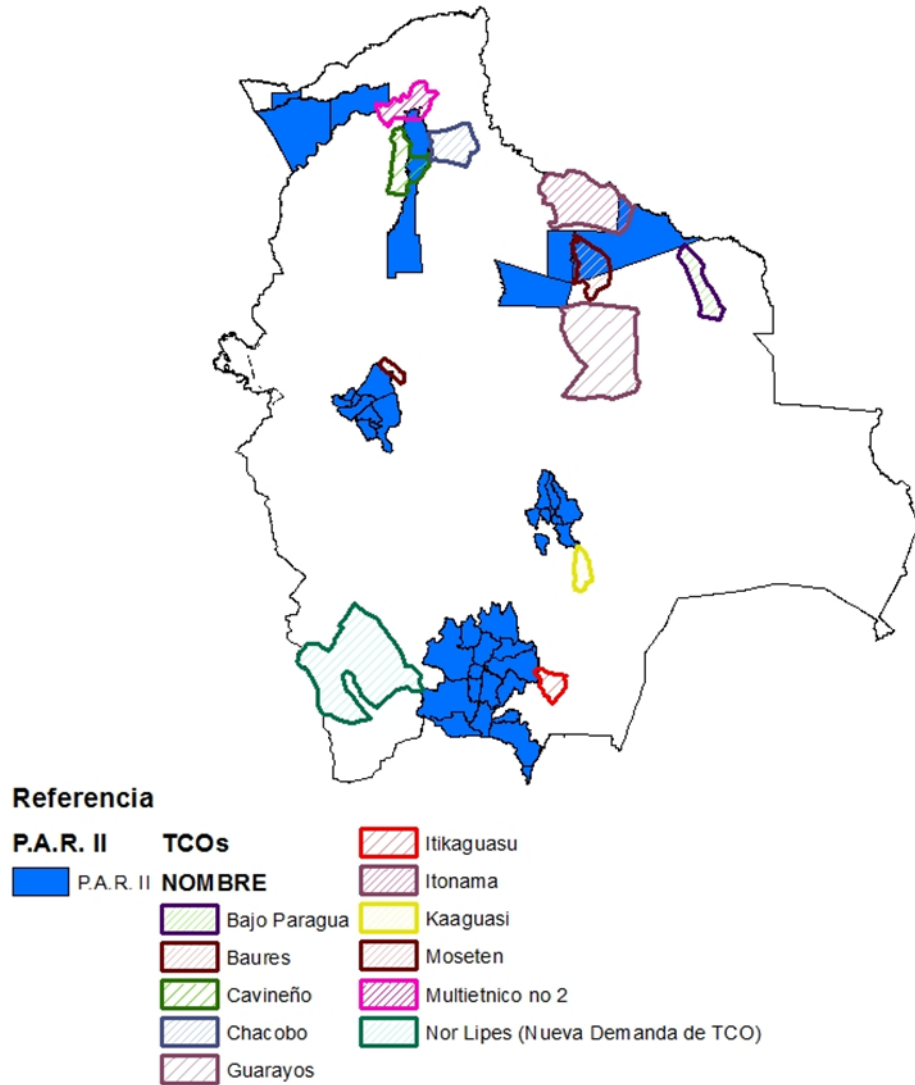 Referencia
P.A.R. II
P.A.R. II
TCOs
NOMBRE
Bajo Paragua
Baures
Cavineño
Chacobo
Guarayos
Itikaguasu
Itonama
Kaaguasi
Moseten
Multietnico no 2
Nor Lipes (Nueva Demanda de TCO)